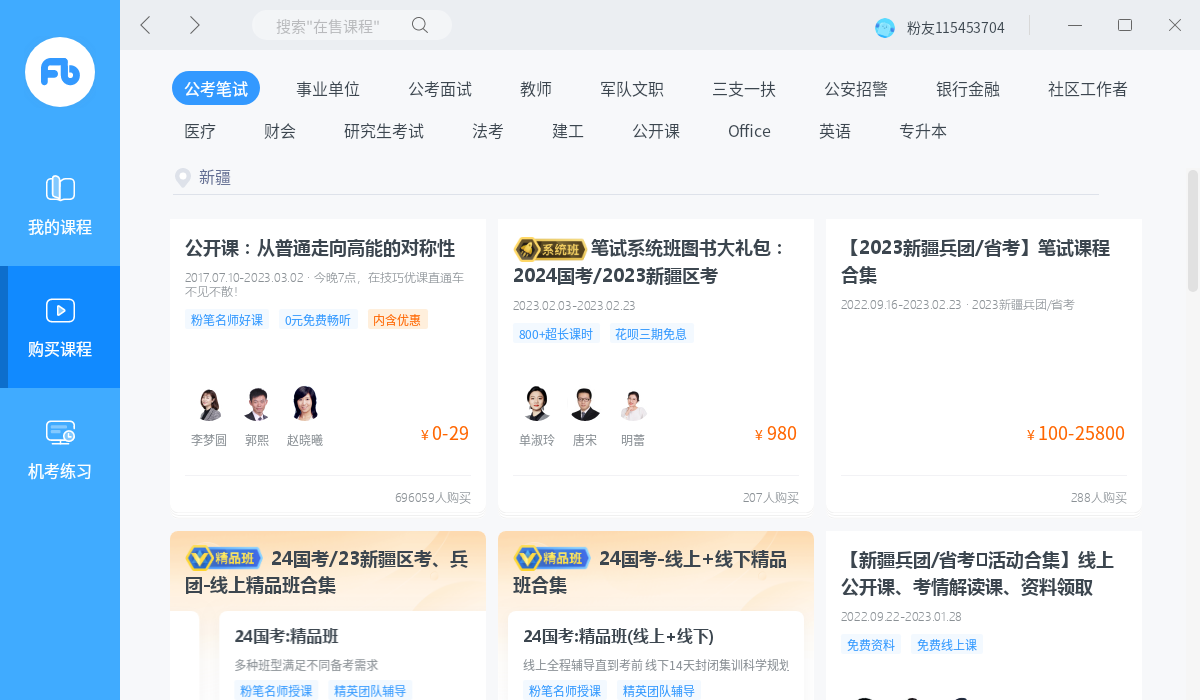 搜索"在售课程"
粉友115453704
Fb
我的课程
购买课程
机考练习
公考笔试 事业单位 公考面试 教师 军队文职 三支一扶 公安招警 银行金融 社区工作者
医疗 财会 研究生考试 法考 建工 公开课 Office 英语 专升本
新疆
公开课：从普通走向高能的对称性
2017.07.10-2023.03.02 · 今晚7点，在技巧优课直通车
不见不散!
粉笔名师好课 0元免费畅听 内含优惠
李梦圆 郭熙 赵晓曦
¥ 0-29
696059人购买
系统班 笔试系统班图书大礼包：
2024国考/2023新疆区考
2023.02.03-2023.02.23
800+超长课时 花呗三期免息
单淑玲 唐宋 明蕾
¥ 980
207人购买
【2023新疆兵团/省考】笔试课程
合集
2022.09.16-2023.02.23 · 2023新疆兵团/省考
¥ 100-25800
288人购买
精品班 24国考/23新疆区考、兵
团-线上精品班合集
24国考:精品班
多种班型满足不同备考需求
粉笔名师授课 精英团队辅导
精品班 24国考-线上+线下精品
班合集
24国考:精品班(线上+线下)
线上全程辅导直到考前 线下14天封闭集训科学规划
粉笔名师授课 精英团队辅导
【新疆兵团/省考▯活动合集】线上
公开课、考情解读课、资料领取
2022.09.22-2023.01.28
免费资料 免费线上课